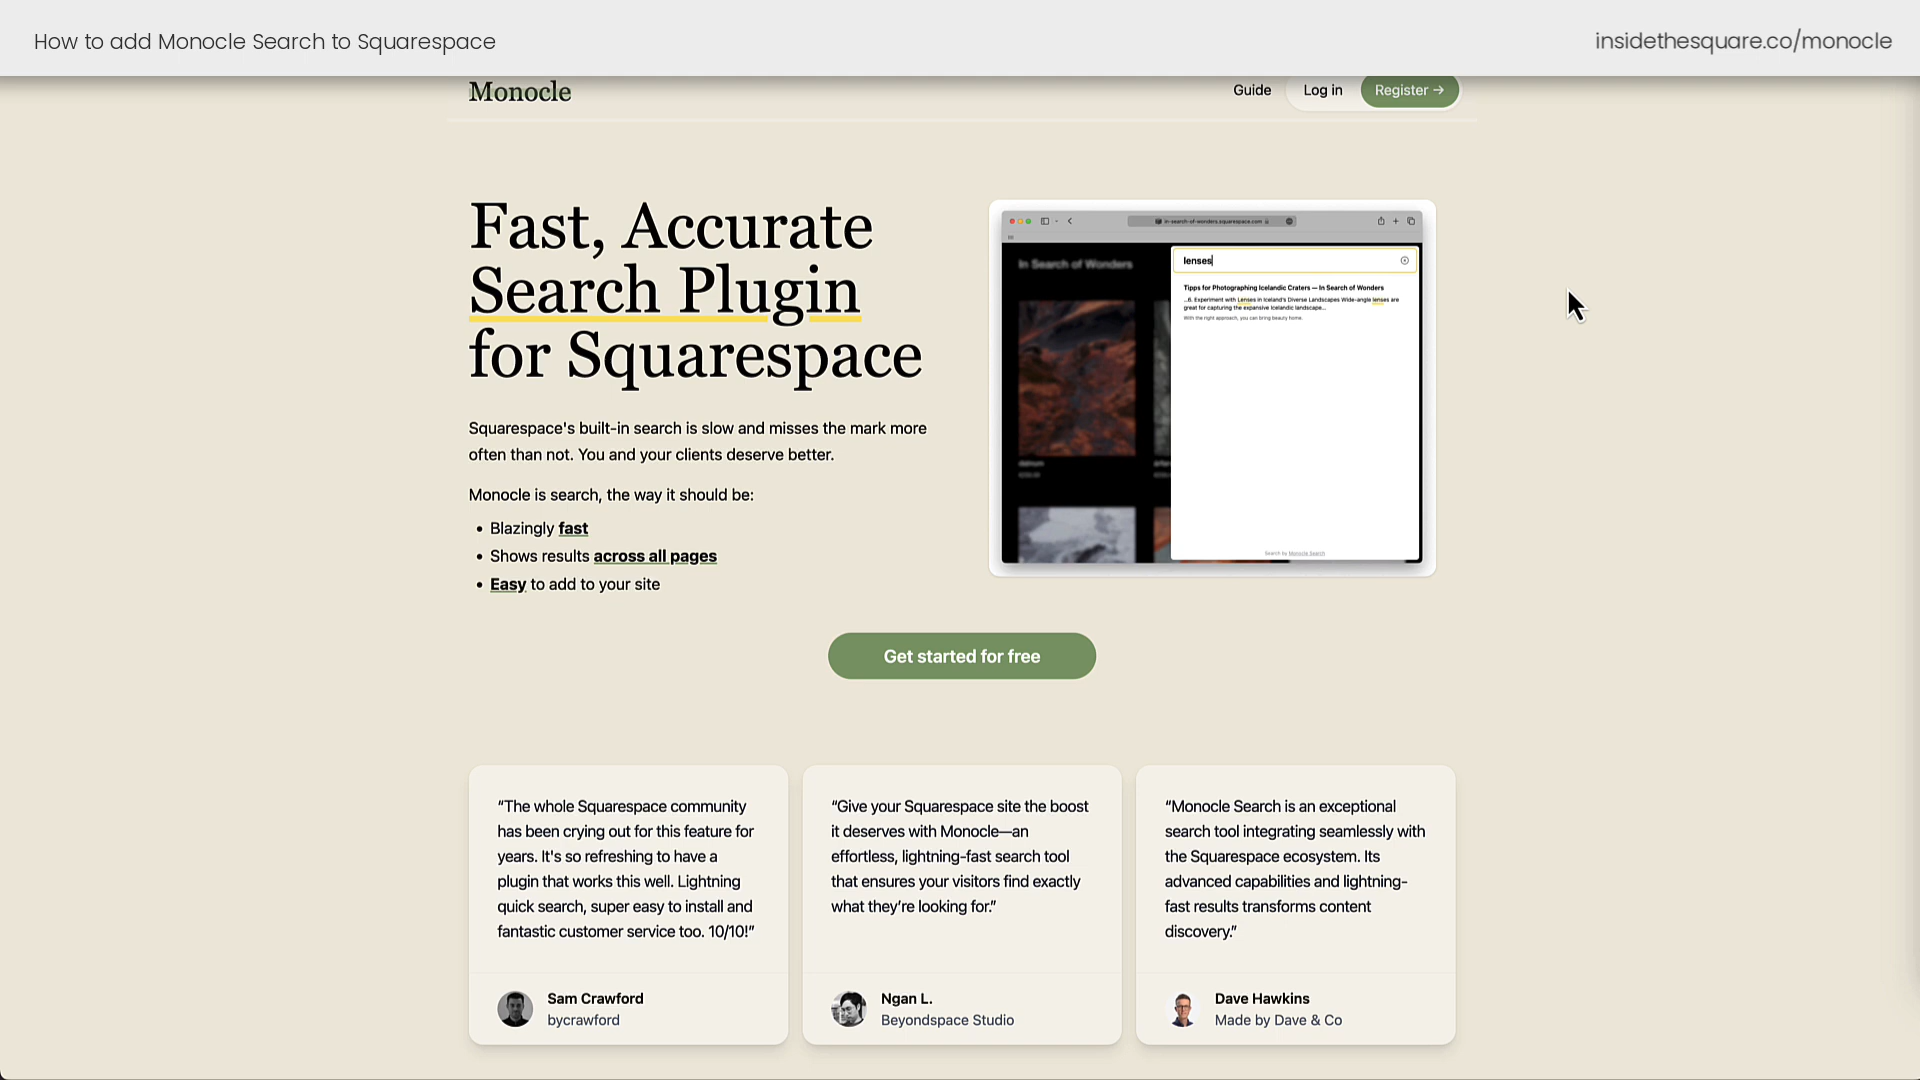 How to add Monocle Search to Squarespace
insidethesquare.co/monocle
Monocle
Guide
Log in
Register →
Fast, Accurate
Search Plugin
for Squarespace
Squarespace's built-in search is slow and misses the mark more
often than not. You and your clients deserve better.
Monocle is search, the way it should be:
• Blazingly fast
• Shows results across all pages
• Easy to add to your site
in-search-of-wonders.squarespace.com
In Search of Wonders
lenses
Tipps for Photographing Icelandic Craters — In Search of Wonders
...6. Experiment with Lenses in Iceland's Diverse Landscapes Wide-angle lenses are
great for capturing the expansive Icelandic landscape...
With the right approach, you can bring beauty home.
Search by Monocle Search
Get started for free
“The whole Squarespace community
has been crying out for this feature for
years. It's so refreshing to have a
plugin that works this well. Lightning
quick search, super easy to install and
fantastic customer service too. 10/10!”
Sam Crawford
bycrawford
“Give your Squarespace site the boost
it deserves with Monocle—an
effortless, lightning-fast search tool
that ensures your visitors find exactly
what they’re looking for.”
Ngan L.
Beyondspace Studio
“Monocle Search is an exceptional
search tool integrating seamlessly with
the Squarespace ecosystem. Its
advanced capabilities and lightning-
fast results transforms content
discovery.”
Dave Hawkins
Made by Dave & Co